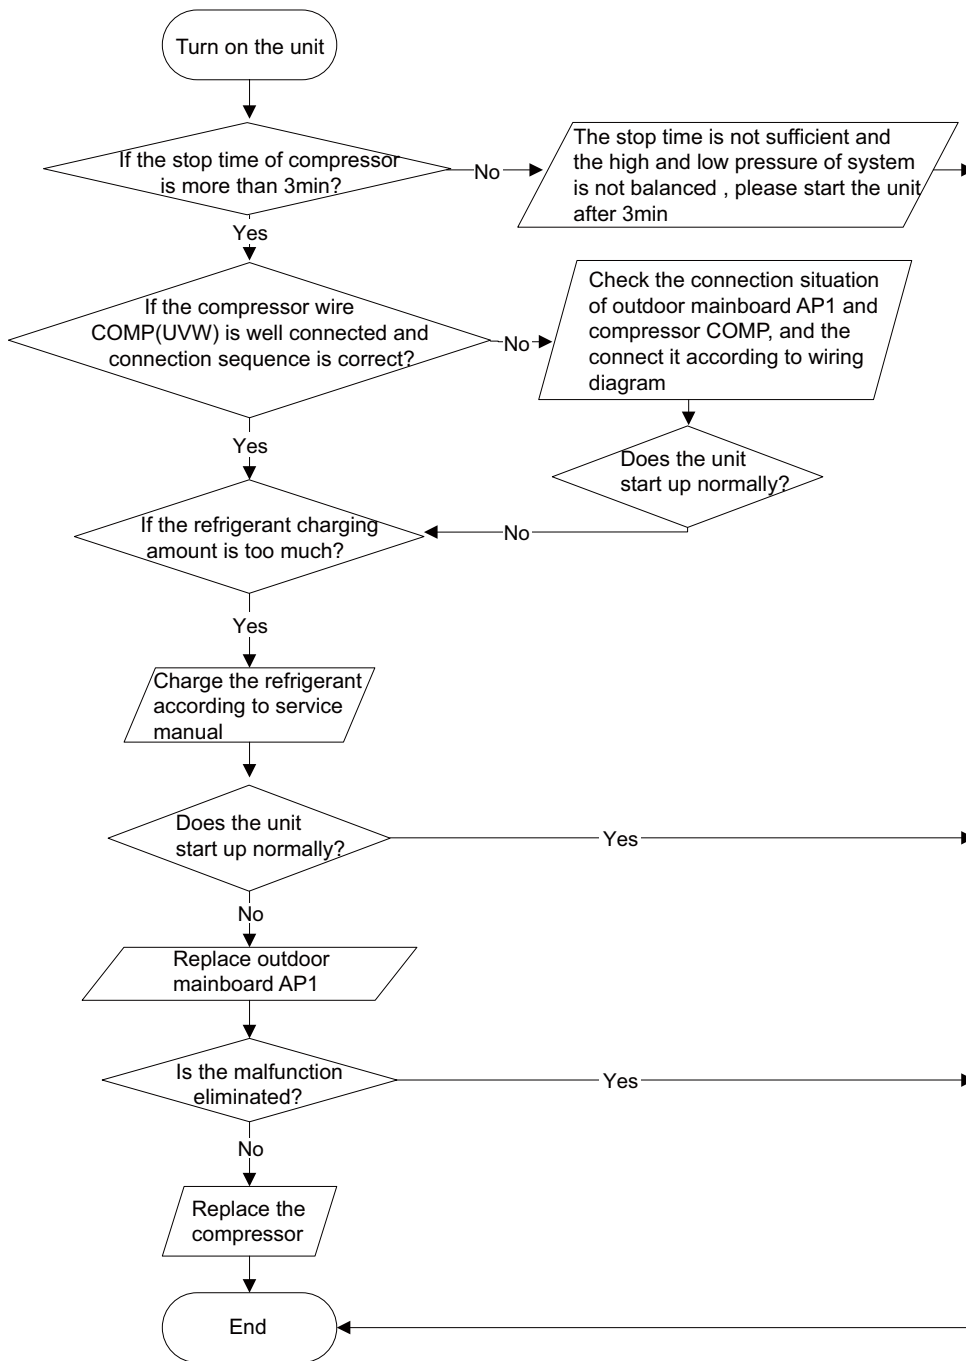 Turn on the unit
If the stop time of compressor
is more than 3min?
No
The stop time is not sufficient and
the high and low pressure of system
is not balanced , please start the unit
after 3min
Yes
If the compressor wire
COMP(UVW) is well connected and
connection sequence is correct?
No
Check the connection situation
of outdoor mainboard AP1 and
compressor COMP, and the
connect it according to wiring
diagram
Yes
Does the unit
start up normally?
If the refrigerant charging
amount is too much?
No
Yes
Charge the refrigerant
according to service
manual
Does the unit
start up normally?
Yes
No
Replace outdoor
mainboard AP1
Is the malfunction
eliminated?
Yes
No
Replace the
compressor
End